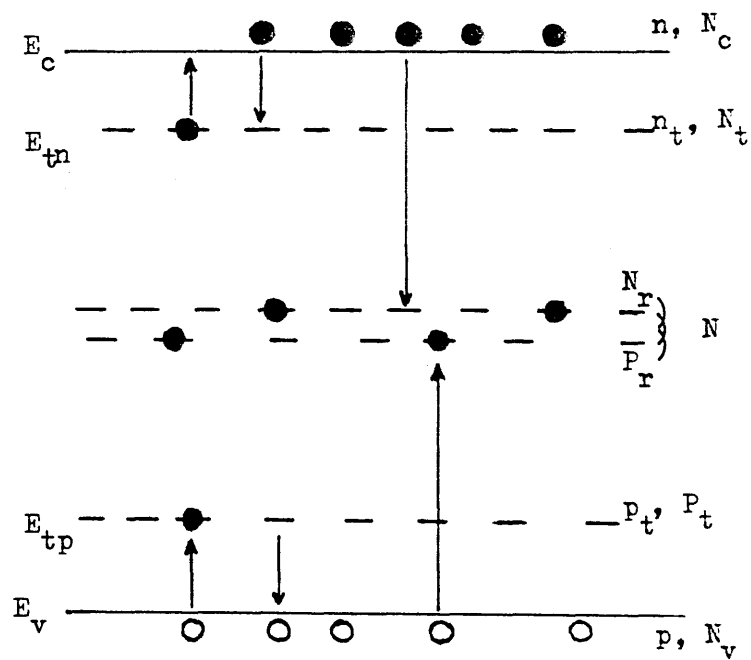 E_c n, N_c
E_tn n_t, N_t
N_r
N
P_r
E_tp p_t, P_t
E_v p, N_v